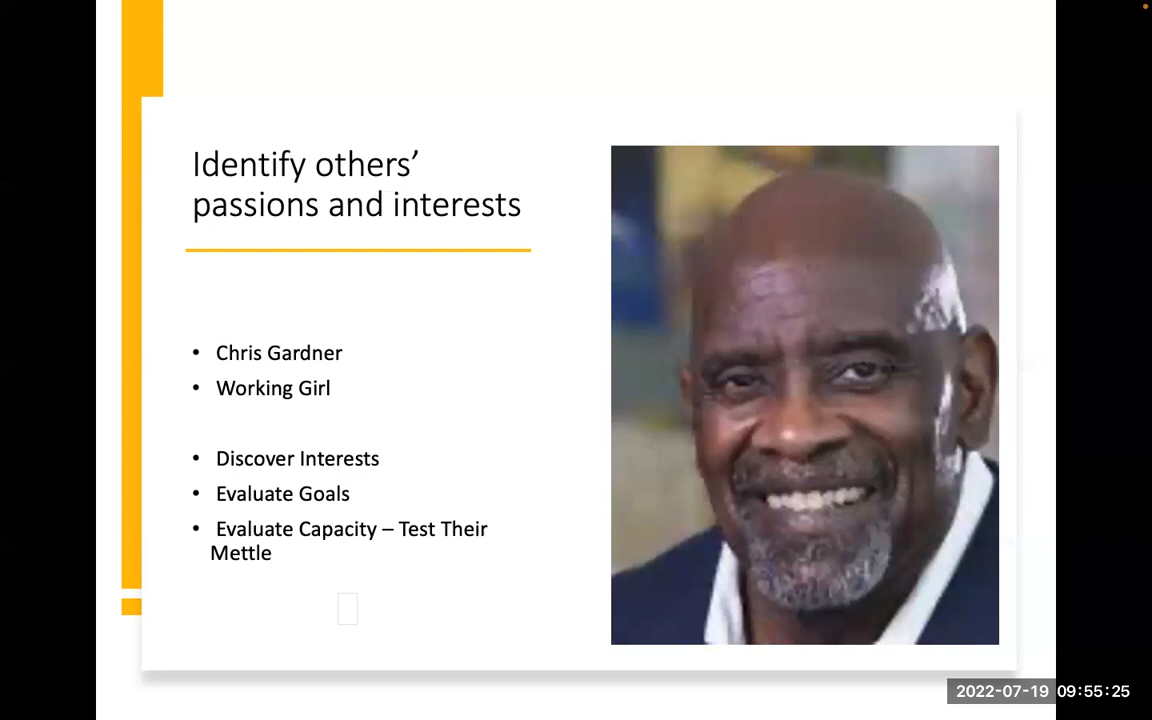 Identify others’
passions and interests
• Chris Gardner
• Working Girl
• Discover Interests
• Evaluate Goals
• Evaluate Capacity – Test Their
Mettle
2022-07-19 09:55:25